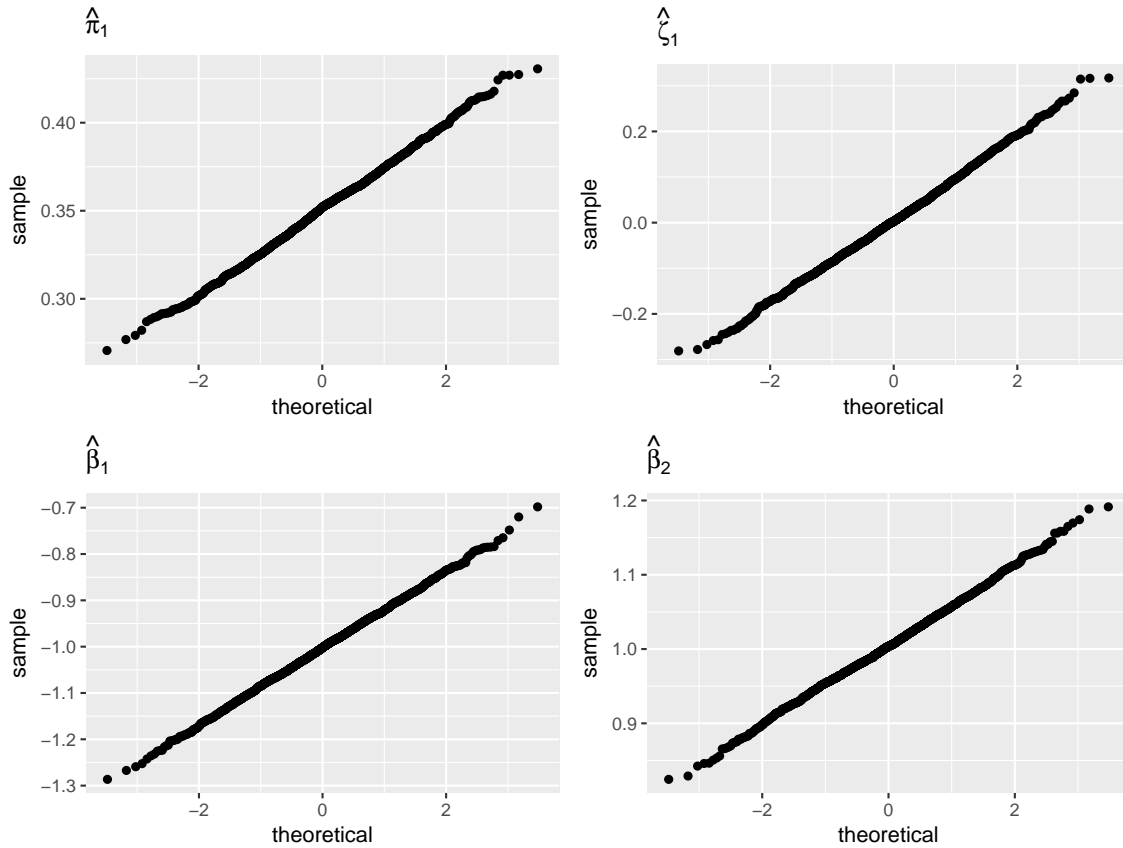 π̂₁
0.40
0.35
0.30
sample
−2 0 2
theoretical
ζ̂₁
0.2
0.0
−0.2
sample
−2 0 2
theoretical
β̂₁
−0.7
−0.8
−0.9
−1.0
−1.1
−1.2
−1.3
sample
−2 0 2
theoretical
β̂₂
1.2
1.1
1.0
0.9
sample
−2 0 2
theoretical